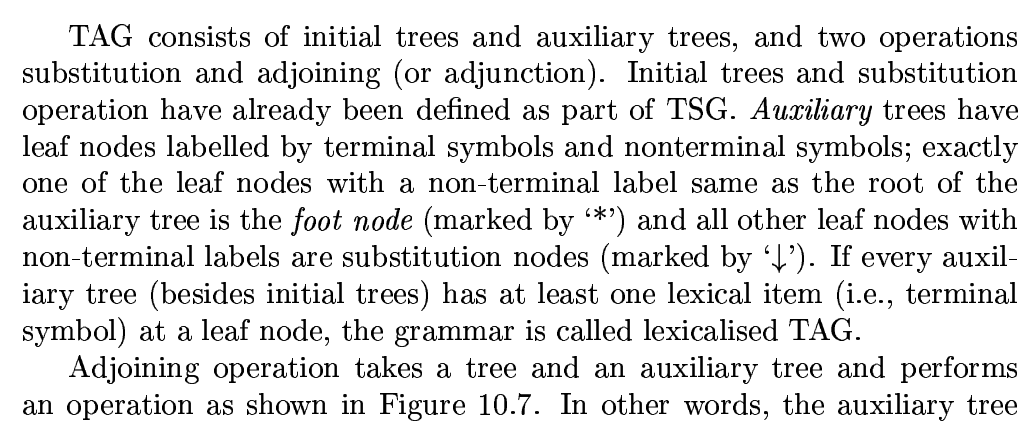 TAG consists of initial trees and auxiliary trees, and two operations
substitution and adjoining (or adjunction). Initial trees and substitution
operation have already been defined as part of TSG. Auxiliary trees have
leaf nodes labelled by terminal symbols and nonterminal symbols; exactly
one of the leaf nodes with a non-terminal label same as the root of the
auxiliary tree is the foot node (marked by ‘*’) and all other leaf nodes with
non-terminal labels are substitution nodes (marked by ‘↓’). If every auxil-
iary tree (besides initial trees) has at least one lexical item (i.e., terminal
symbol) at a leaf node, the grammar is called lexicalised TAG.
Adjoining operation takes a tree and an auxiliary tree and performs
an operation as shown in Figure 10.7. In other words, the auxiliary tree